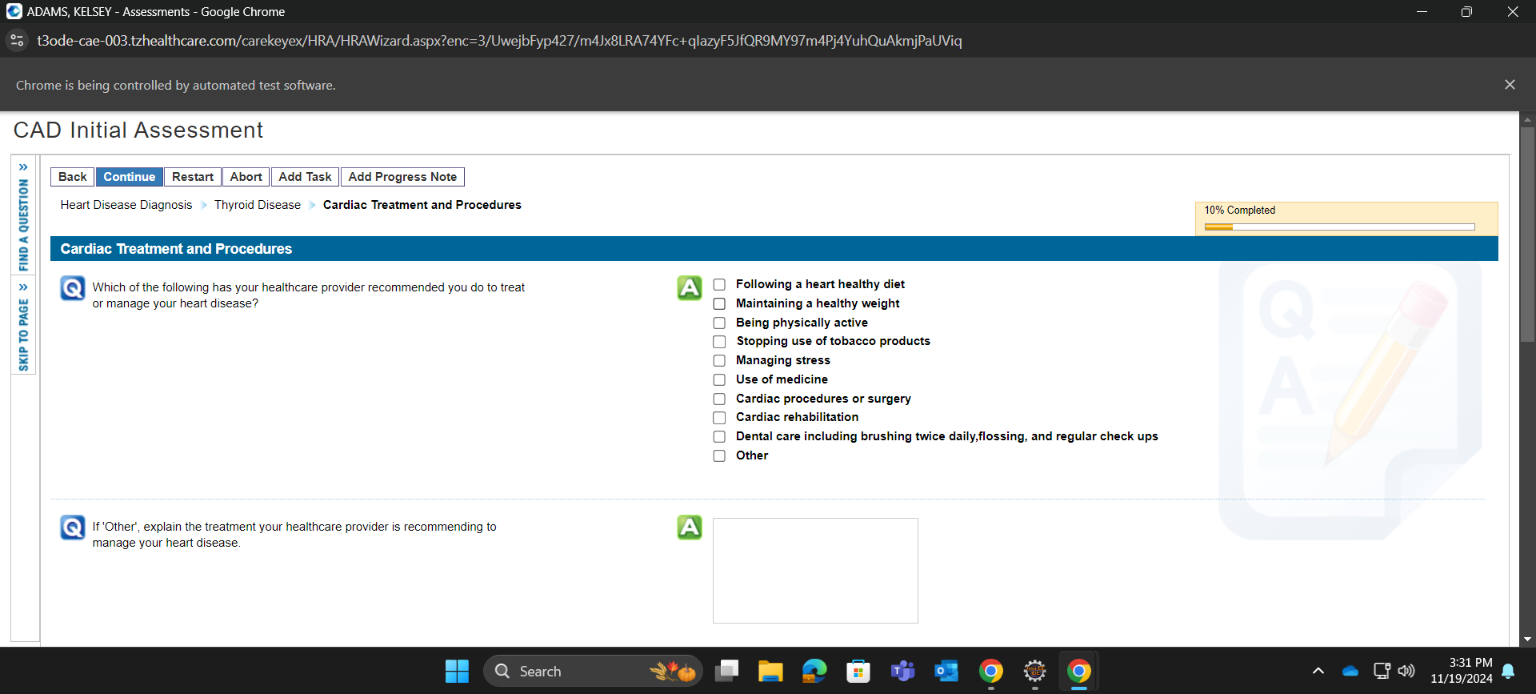 ADAMS, KELSEY - Assessments - Google Chrome
t3ode-cae-003.tzhealthcare.com/carekeyex/HRA/HRAWizard.aspx?enc=3/UwejbFyp427/m4Jx8LRA74YFc+qIazyF5JfQR9MY97m4Pj4YuhQuAkmjPaUViq
Chrome is being controlled by automated test software.
CAD Initial Assessment
Back Continue Restart Abort Add Task Add Progress Note
Heart Disease Diagnosis Thyroid Disease Cardiac Treatment and Procedures
10% Completed
FIND A QUESTION »
SKIP TO PAGE »
Cardiac Treatment and Procedures
Q Which of the following has your healthcare provider recommended you do to treat
or manage your heart disease?
A Following a heart healthy diet
Maintaining a healthy weight
Being physically active
Stopping use of tobacco products
Managing stress
Use of medicine
Cardiac procedures or surgery
Cardiac rehabilitation
Dental care including brushing twice daily,flossing, and regular check ups
Other
Q
A
Q If 'Other', explain the treatment your healthcare provider is recommending to
manage your heart disease.
A
Search
3:31 PM
11/19/2024